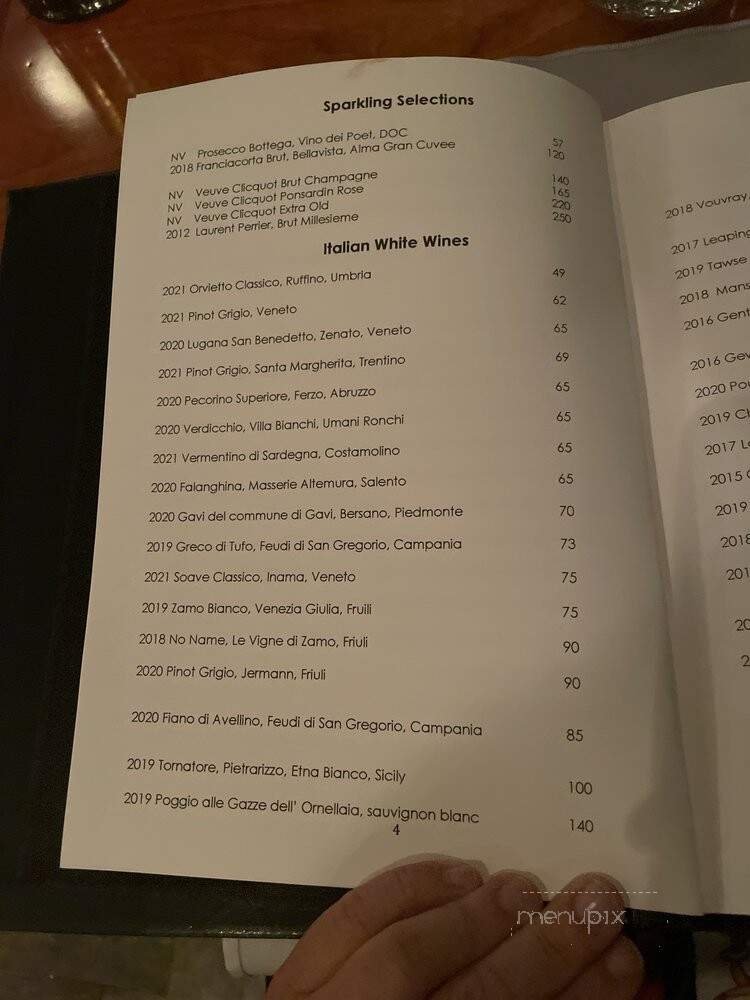 Sparkling Selections
NV Prosecco Bottega, Vino dei Poet, DOC 57
2018 Franciacorta Brut, Bellavista, Alma Gran Cuvee 120
NV Veuve Clicquot Brut Champagne 140
NV Veuve Clicquot Ponsardin Rose 165
NV Veuve Clicquot Extra Old 220
2012 Laurent Perrier, Brut Millesieme 250
Italian White Wines
2021 Orvietto Classico, Ruffino, Umbria 49
2021 Pinot Grigio, Veneto 62
2020 Lugana San Benedetto, Zenato, Veneto 65
2021 Pinot Grigio, Santa Margherita, Trentino 69
2020 Pecorino Superiore, Ferzo, Abruzzo 65
2020 Verdicchio, Villa Bianchi, Umani Ronchi 65
2021 Vermentino di Sardegna, Costamolino 65
2020 Falanghina, Masserie Altemura, Salento 65
2020 Gavi del commune di Gavi, Bersano, Piedmonte 70
2019 Greco di Tufo, Feudi di San Gregorio, Campania 73
2021 Soave Classico, Inama, Veneto 75
2019 Zamo Bianco, Venezia Giulia, Fruili 75
2018 No Name, Le Vigne di Zamo, Friuli 90
2020 Pinot Grigio, Jermann, Friuli 90
2020 Fiano di Avellino, Feudi di San Gregorio, Campania 85
2019 Tornatore, Pietrarizzo, Etna Bianco, Sicily 100
2019 Poggio alle Gazze dell' Ornellaia, sauvignon blanc 140
4
2018 Vouvray,
2017 Leaping
2019 Tawse
2018 Mans
2016 Gent
2016 Gev
2020 Pou
2019 Ch
2017 Le
2015
2019
2018
201
20
2
menupix